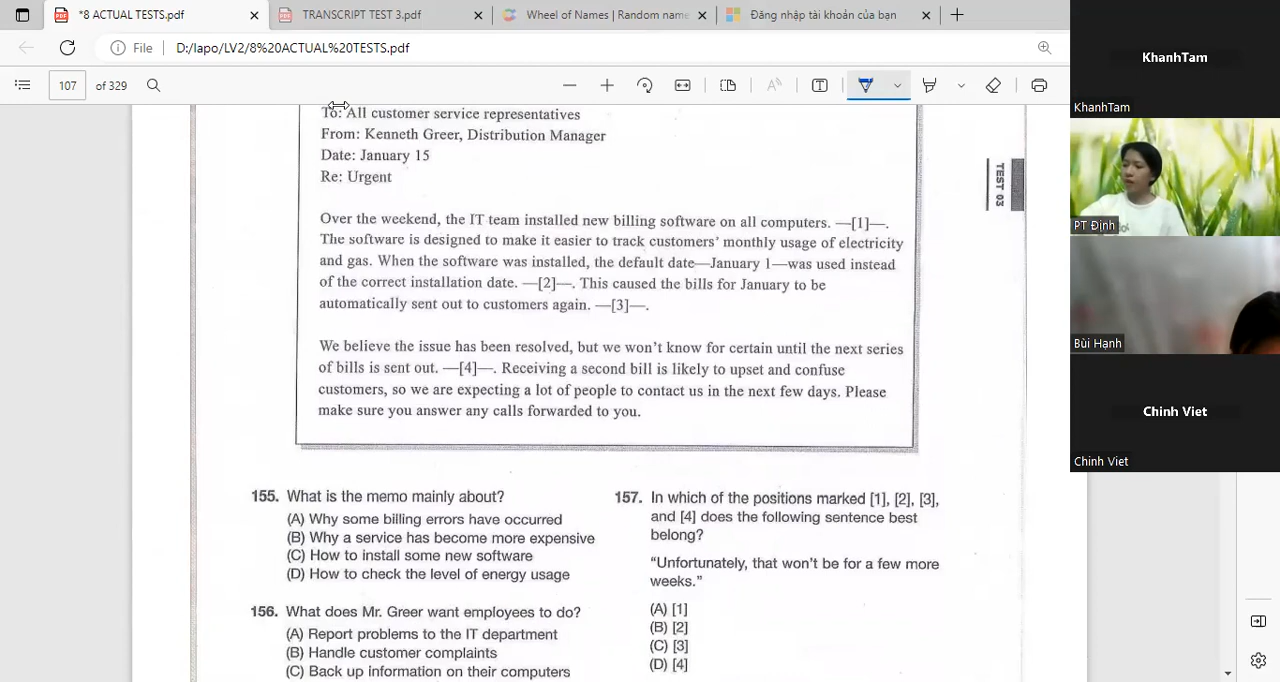 *8 ACTUAL TESTS.pdf
TRANSCRIPT TEST 3.pdf
Wheel of Names | Random name
Đăng nhập tài khoản của bạn
File
D:/lapo/LV2/8%20ACTUAL%20TESTS.pdf
107
of 329
To: All customer service representatives
From: Kenneth Greer, Distribution Manager
Date: January 15
Re: Urgent
Over the weekend, the IT team installed new billing software on all computers. —[1]—.
The software is designed to make it easier to track customers' monthly usage of electricity
and gas. When the software was installed, the default date—January 1—was used instead
of the correct installation date. —[2]—. This caused the bills for January to be
automatically sent out to customers again. —[3]—.
We believe the issue has been resolved, but we won't know for certain until the next series
of bills is sent out. —[4]—. Receiving a second bill is likely to upset and confuse
customers, so we are expecting a lot of people to contact us in the next few days. Please
make sure you answer any calls forwarded to you.
TEST 03
155. What is the memo mainly about?
(A) Why some billing errors have occurred
(B) Why a service has become more expensive
(C) How to install some new software
(D) How to check the level of energy usage
156. What does Mr. Greer want employees to do?
(A) Report problems to the IT department
(B) Handle customer complaints
(C) Back up information on their computers
157. In which of the positions marked [1], [2], [3],
and [4] does the following sentence best
belong?
"Unfortunately, that won't be for a few more
weeks."
(A) [1]
(B) [2]
(C) [3]
(D) [4]
KhanhTam
KhanhTam
PT Định
Bùi Hạnh
Chinh Viet
Chinh Viet